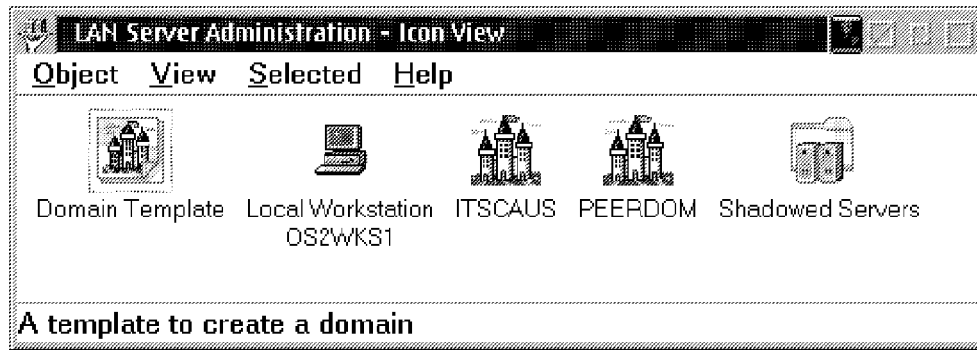 LAN Server Administration - Icon View
Object View Selected Help
Domain Template Local Workstation ITSCAUS PEERDOM Shadowed Servers
OS2WKS1
A template to create a domain